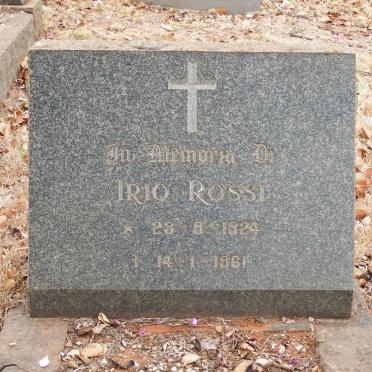 In Memoria Di
IRIO ROSSI
* 23-8-1924
† 14-1-1961